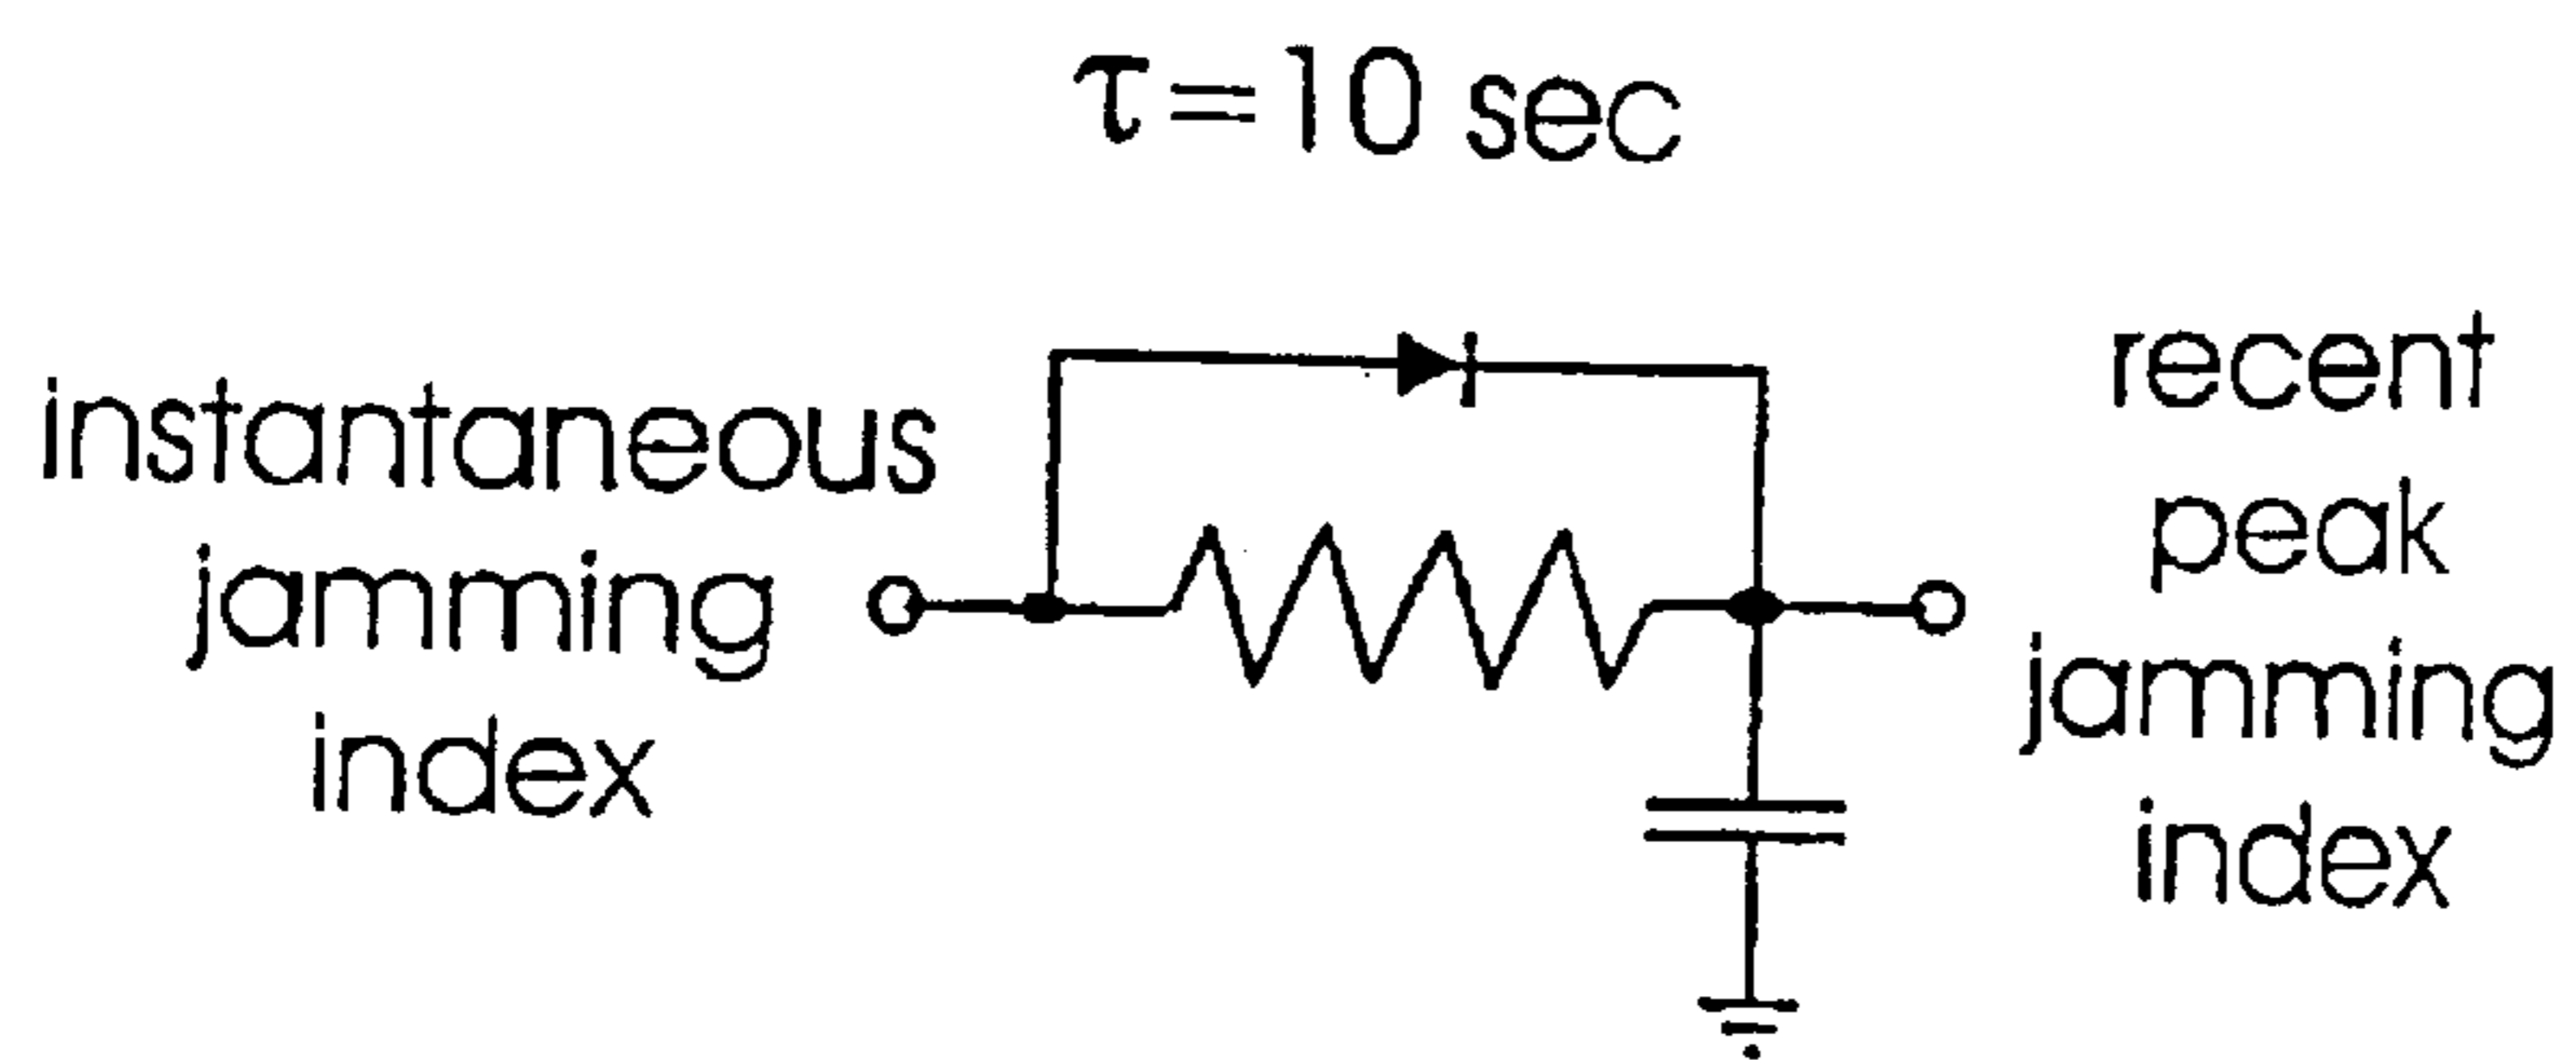 τ=10 sec
instantaneous
jamming
index
recent
peak
jamming
index